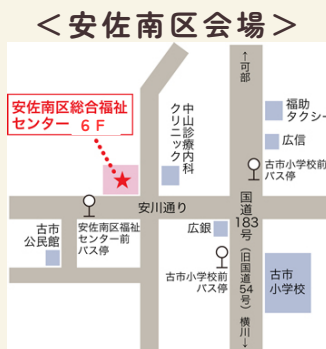 ＜安佐南区会場＞
↑可部
安佐南区総合福祉
センター ６Ｆ
中山診療内科
クリニック
福助
タクシー
広信
古市小学校前
バス停
安川通り
古市
公民館
安佐南区福祉
センター前
バス停
広銀
古市小学校前
バス停
国道183号（旧国道54号）横川↓
古市
小学校